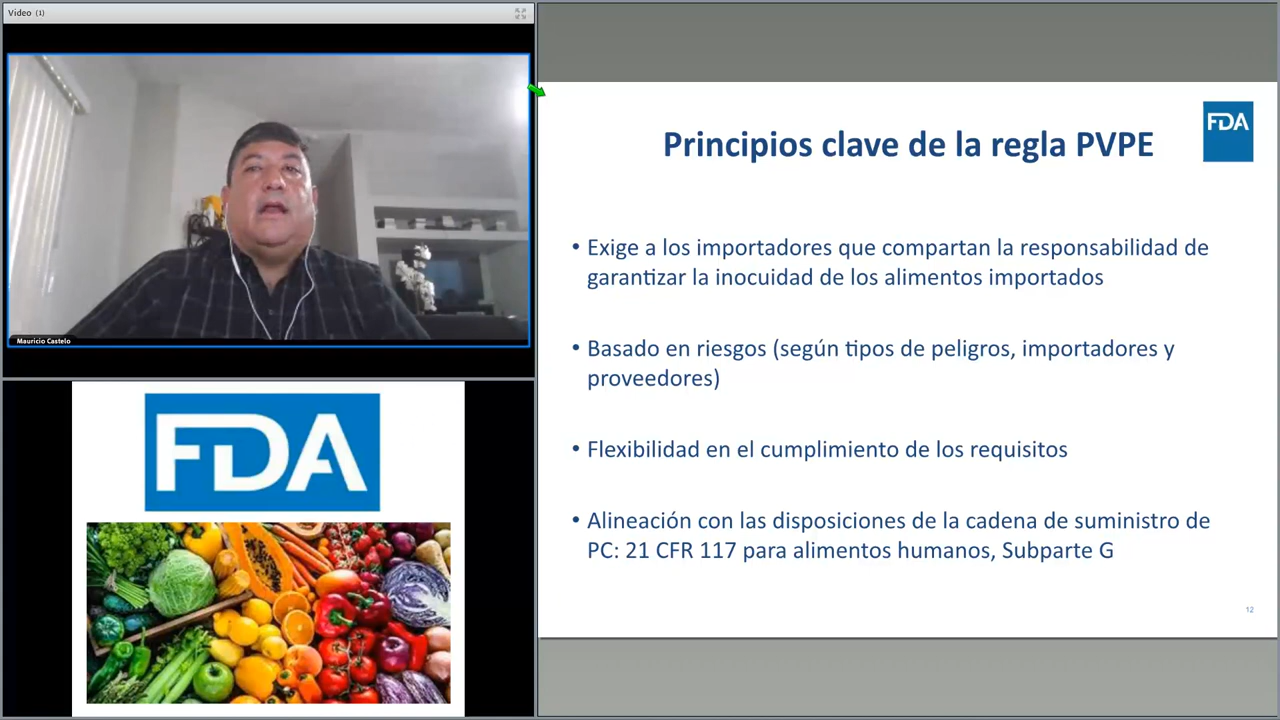 Video (1)
Mauricio Castelo
FDA
FDA
Principios clave de la regla PVPE
• Exige a los importadores que compartan la responsabilidad de
garantizar la inocuidad de los alimentos importados
• Basado en riesgos (según tipos de peligros, importadores y
proveedores)
• Flexibilidad en el cumplimiento de los requisitos
• Alineación con las disposiciones de la cadena de suministro de
PC: 21 CFR 117 para alimentos humanos, Subparte G
12